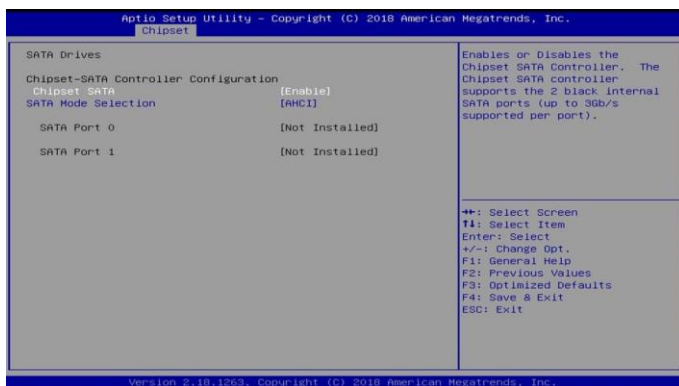 Aptio Setup Utility – Copyright (C) 2018 American Megatrends, Inc.
Chipset
SATA Drives
Chipset-SATA Controller Configuration
Chipset SATA [Enable]
SATA Mode Selection [AHCI]
SATA Port 0 [Not Installed]
SATA Port 1 [Not Installed]
Enables or Disables the
Chipset SATA Controller. The
Chipset SATA controller
supports the 2 black internal
SATA ports (up to 3Gb/s
supported per port).
→←: Select Screen
↑↓: Select Item
Enter: Select
+/-: Change Opt.
F1: General Help
F2: Previous Values
F3: Optimized Defaults
F4: Save & Exit
ESC: Exit
Version 2.18.1263. Copyright (C) 2018 American Megatrends, Inc.